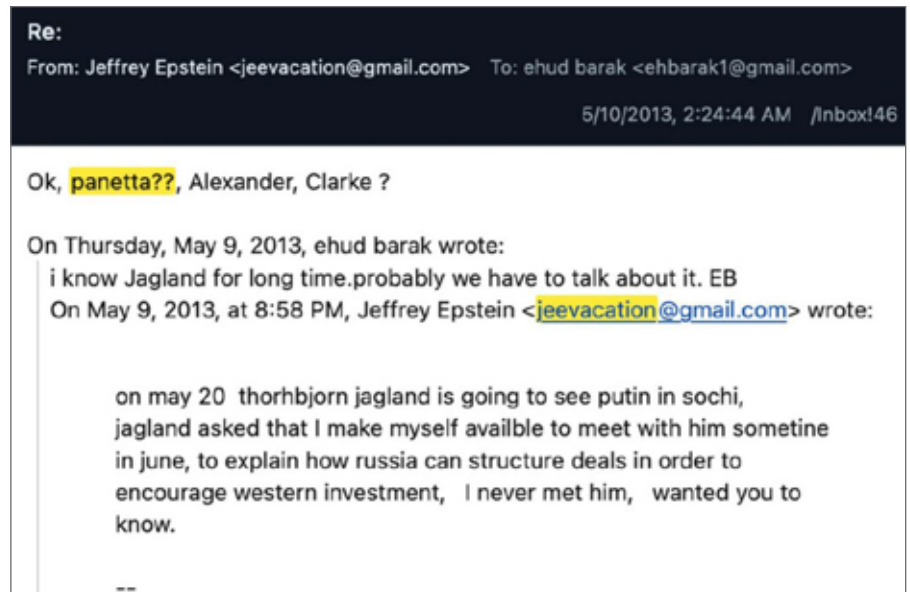 Re:
From: Jeffrey Epstein <jeevacation@gmail.com> To: ehud barak <ehbarak1@gmail.com>
5/10/2013, 2:24:44 AM /Inbox!46
Ok, panetta??, Alexander, Clarke ?
On Thursday, May 9, 2013, ehud barak wrote:
i know Jagland for long time.probably we have to talk about it. EB
On May 9, 2013, at 8:58 PM, Jeffrey Epstein <jeevacation@gmail.com> wrote:
on may 20 thorhbjorn jagland is going to see putin in sochi,
jagland asked that I make myself availble to meet with him sometine
in june, to explain how russia can structure deals in order to
encourage western investment, I never met him, wanted you to
know.
--